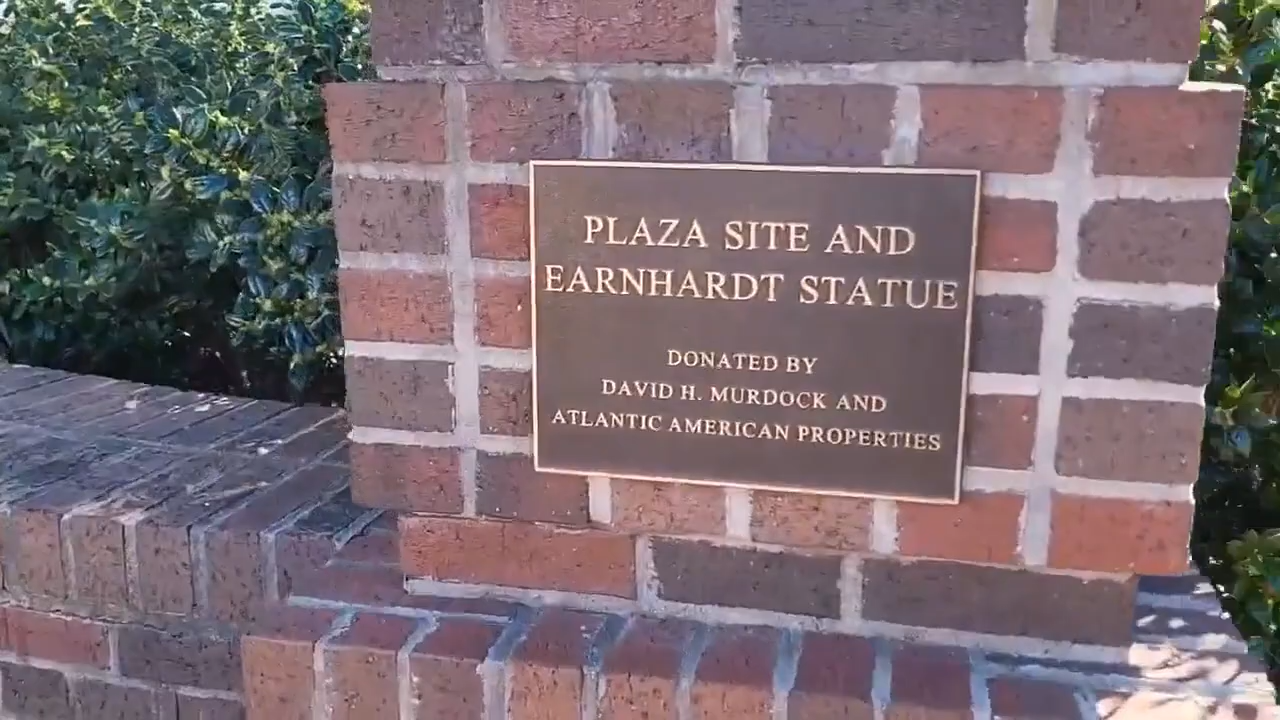 PLAZA SITE AND
EARNHARDT STATUE
DONATED BY
DAVID H. MURDOCK AND
ATLANTIC AMERICAN PROPERTIES